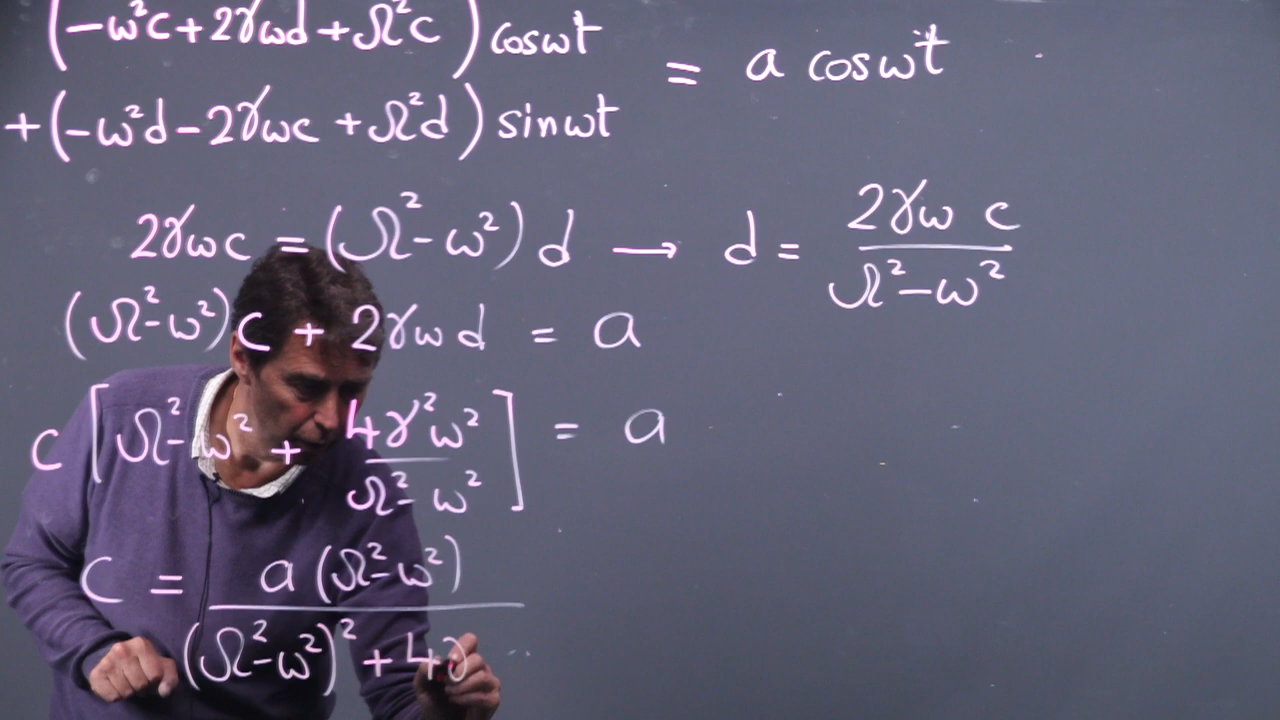 (-ω²c+2γωd+Ω²c) cosωt
= a cosωt
+(-ω²d-2γωc+Ω²d) sinωt
2γωc = (Ω²-ω²)d → d = 2γω c / Ω²-ω²
(Ω²-ω²)c + 2γωd = a
c [Ω²-ω² + 4γ²ω² / Ω²-ω²] = a
c = a(Ω²-ω²) / (Ω²-ω²)² + 4γ